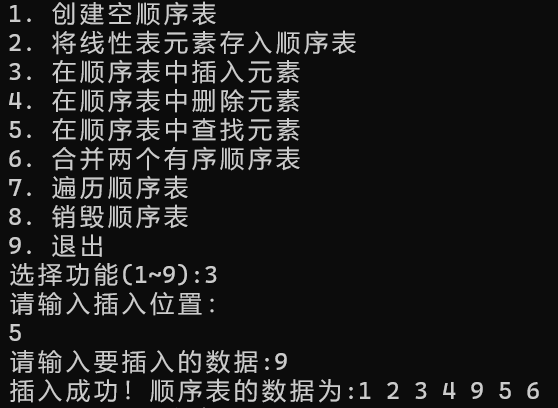 1. 创建空顺序表
2. 将线性表元素存入顺序表
3. 在顺序表中插入元素
4. 在顺序表中删除元素
5. 在顺序表中查找元素
6. 合并两个有序顺序表
7. 遍历顺序表
8. 销毁顺序表
9. 退出
选择功能(1~9):3
请输入插入位置:
5
请输入要插入的数据:9
插入成功! 顺序表的数据为:1 2 3 4 9 5 6